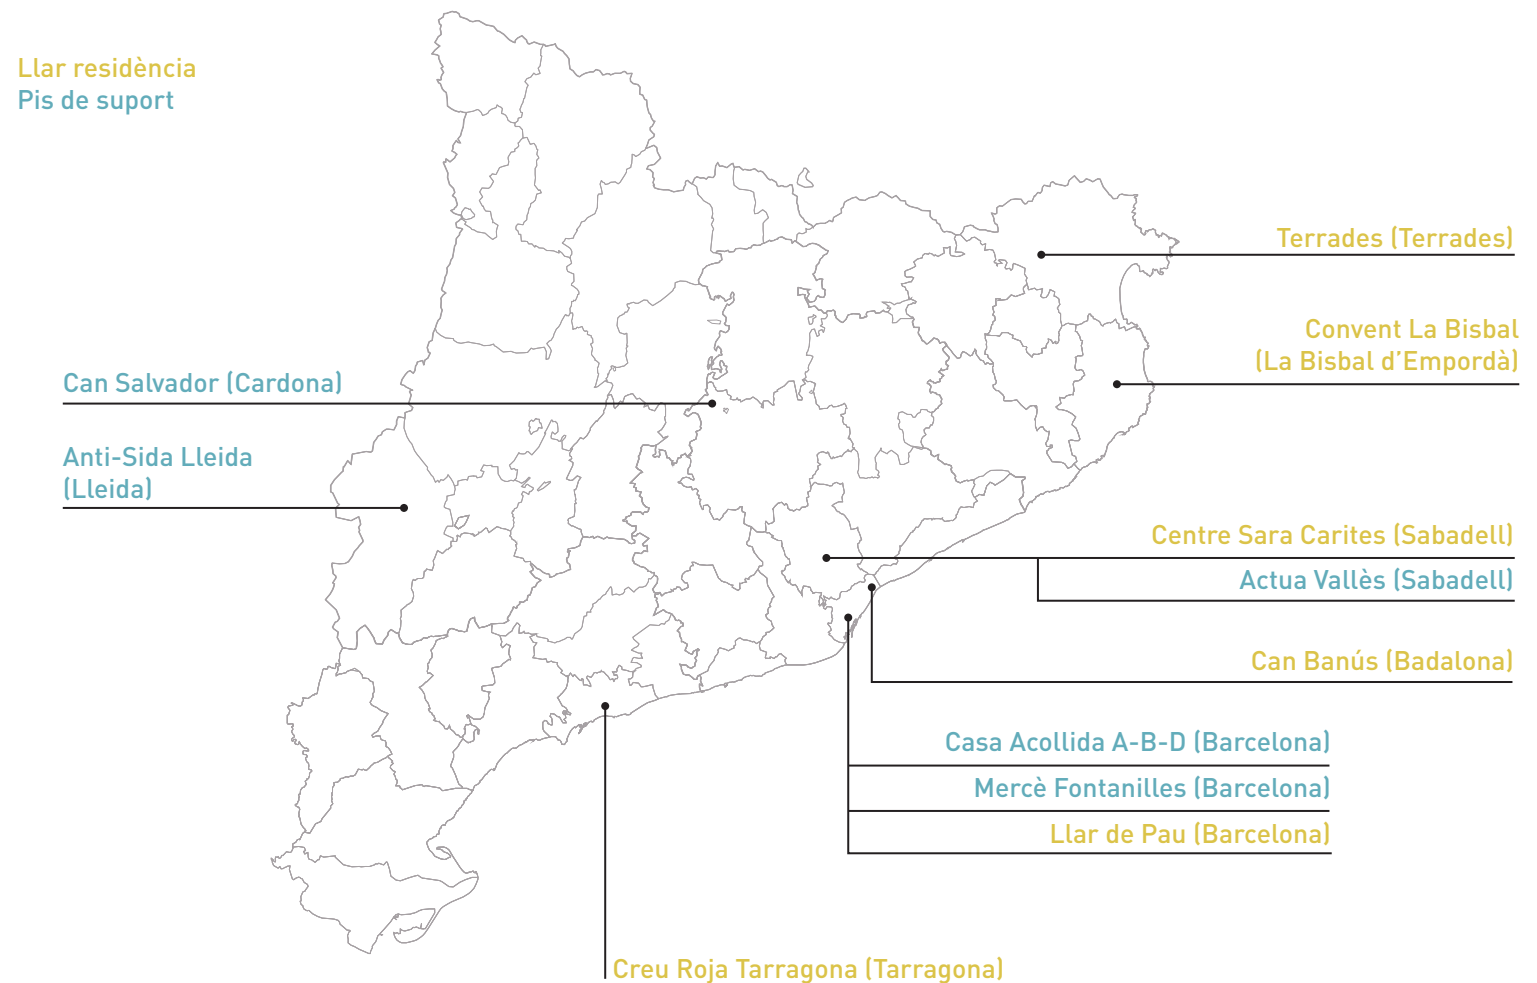 Llar residència
Pis de suport
Terrades (Terrades)
Convent La Bisbal
(La Bisbal d’Empordà)
Can Salvador (Cardona)
Anti-Sida Lleida
(Lleida)
Centre Sara Carites (Sabadell)
Actua Vallès (Sabadell)
Can Banús (Badalona)
Casa Acollida A-B-D (Barcelona)
Mercè Fontanilles (Barcelona)
Llar de Pau (Barcelona)
Creu Roja Tarragona (Tarragona)